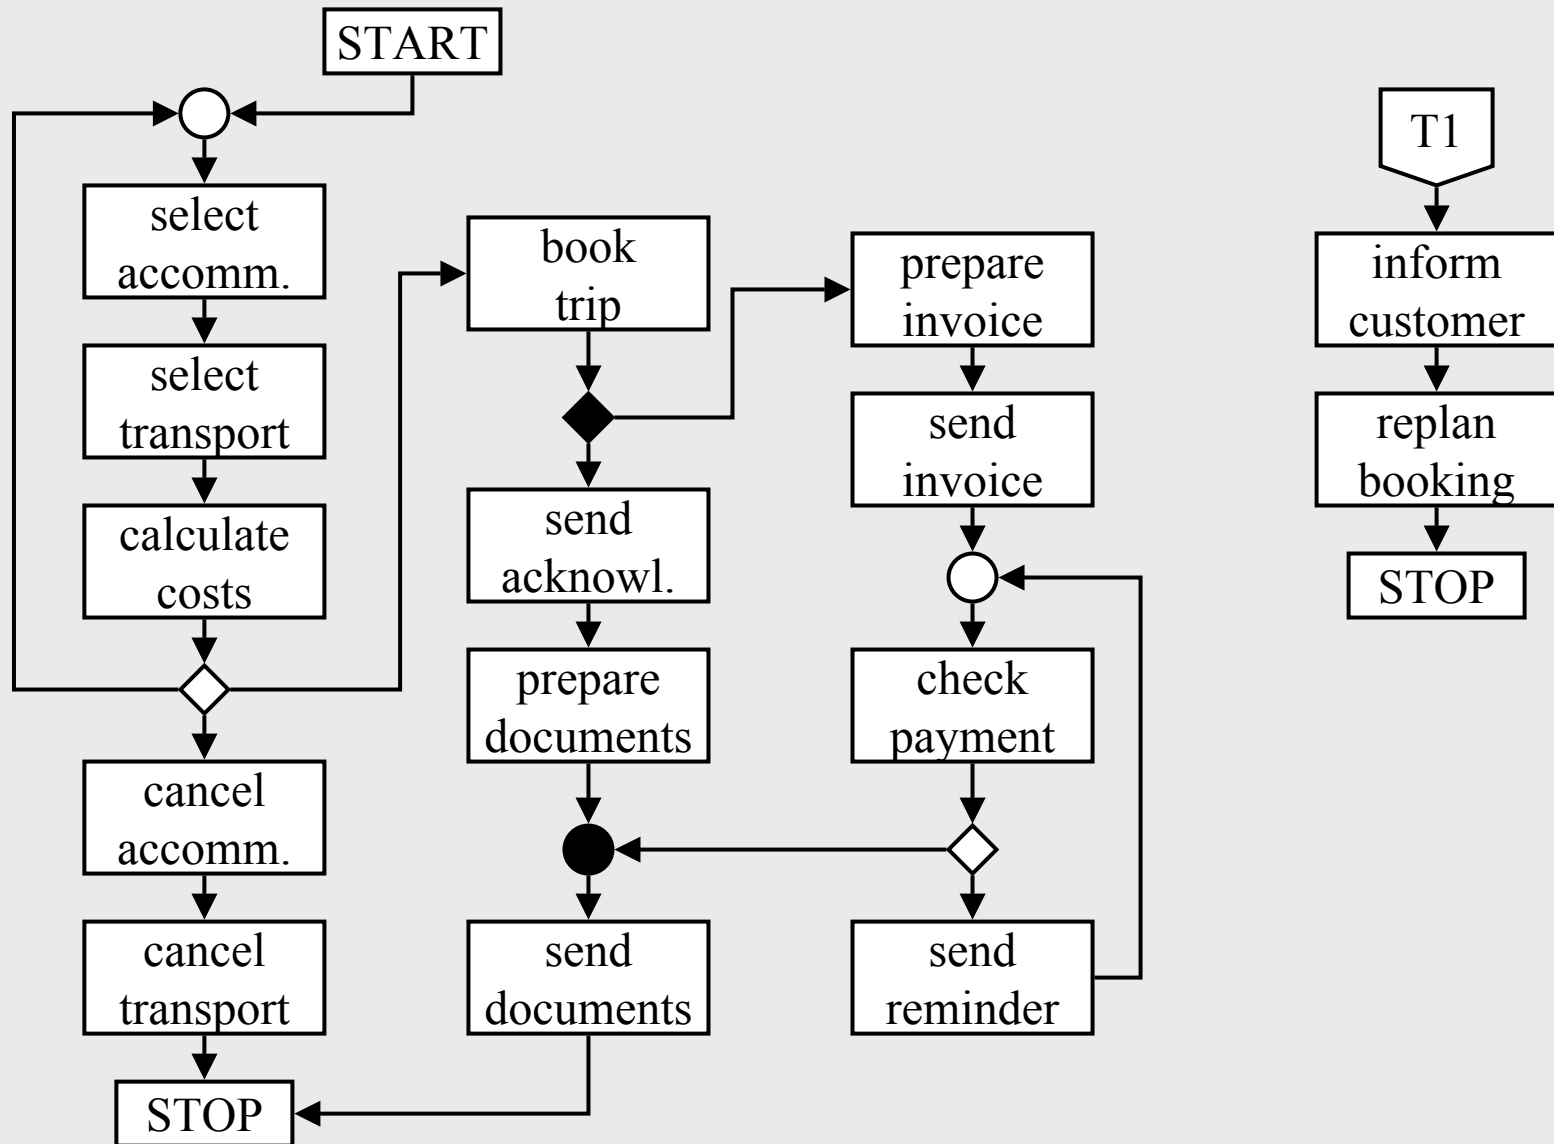 START
select
accomm.
select
transport
calculate
costs
cancel
accomm.
cancel
transport
STOP
book
trip
send
acknowl.
prepare
documents
send
documents
prepare
invoice
send
invoice
check
payment
send
reminder
T1
inform
customer
replan
booking
STOP